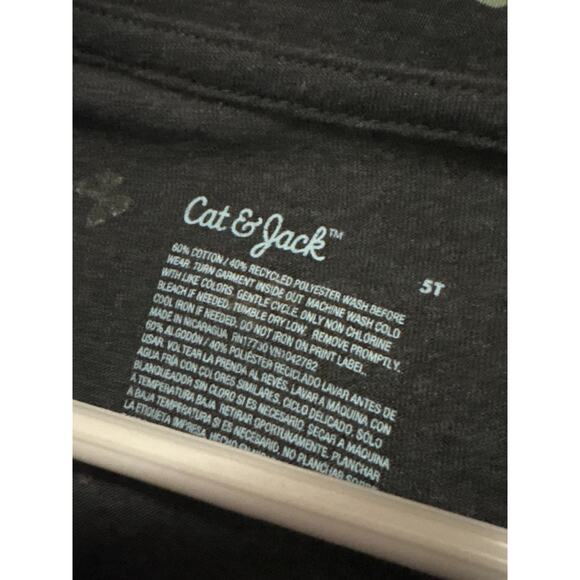 Cat & Jack™
5T
60% COTTON / 40% RECYCLED POLYESTER WASH BEFORE
WEAR. TURN GARMENT INSIDE OUT. MACHINE WASH COLD
WITH LIKE COLORS. GENTLE CYCLE. ONLY NON CHLORINE
BLEACH IF NEEDED. TUMBLE DRY LOW. REMOVE PROMPTLY.
COOL IRON IF NEEDED. DO NOT IRON ON PRINT LABEL.
MADE IN NICARAGUA RN17730 VN1042762
60% ALGODON / 40% POLIÉSTER RECICLADO LAVAR ANTES DE
USAR. VOLTEAR LA PRENDA AL REVÉS. LAVAR A MÁQUINA CON
AGUA FRÍA CON COLORES SIMILARES. CICLO DELICADO. SÓLO
BLANQUEADOR SIN CLORO SI ES NECESARIO. SECAR A MÁQUINA
A TEMPERATURA BAJA. RETIRAR OPORTUNAMENTE. PLANCHAR
A BAJA TEMPERATURA SI ES NECESARIO. NO PLANCHAR SOBRE
LA ETIQUETA IMPRESA. HECHO EN